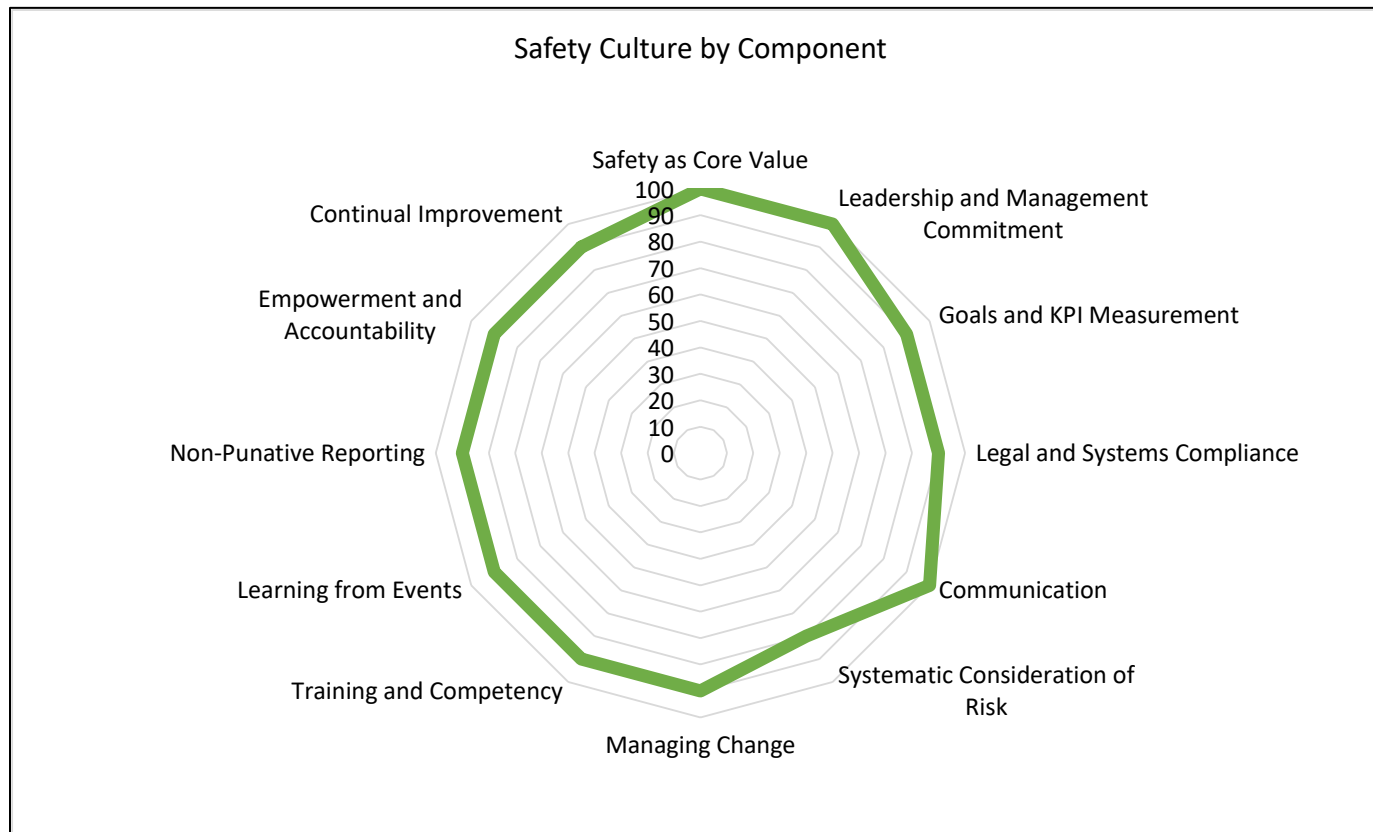 Safety Culture by Component
Safety as Core Value
Leadership and Management
Commitment
Goals and KPI Measurement
Legal and Systems Compliance
Communication
Systematic Consideration of
Risk
Managing Change
Training and Competency
Learning from Events
Non-Punative Reporting
Empowerment and
Accountability
Continual Improvement
100
90
80
70
60
50
40
30
20
10
0